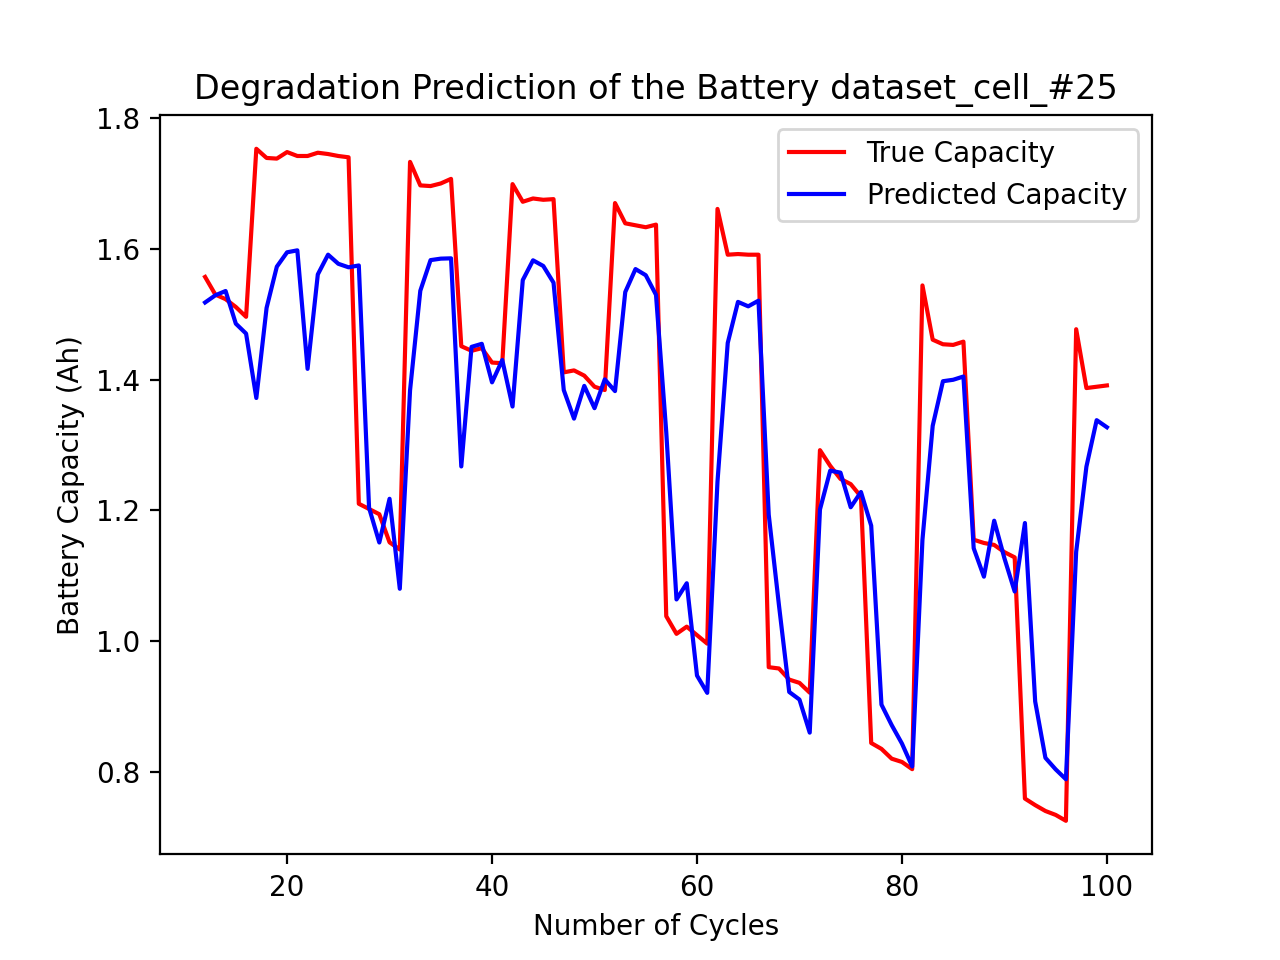 Degradation Prediction of the Battery dataset_cell_#25
True Capacity
Predicted Capacity
Battery Capacity (Ah)
1.8
1.6
1.4
1.2
1.0
0.8
20 40 60 80 100
Number of Cycles